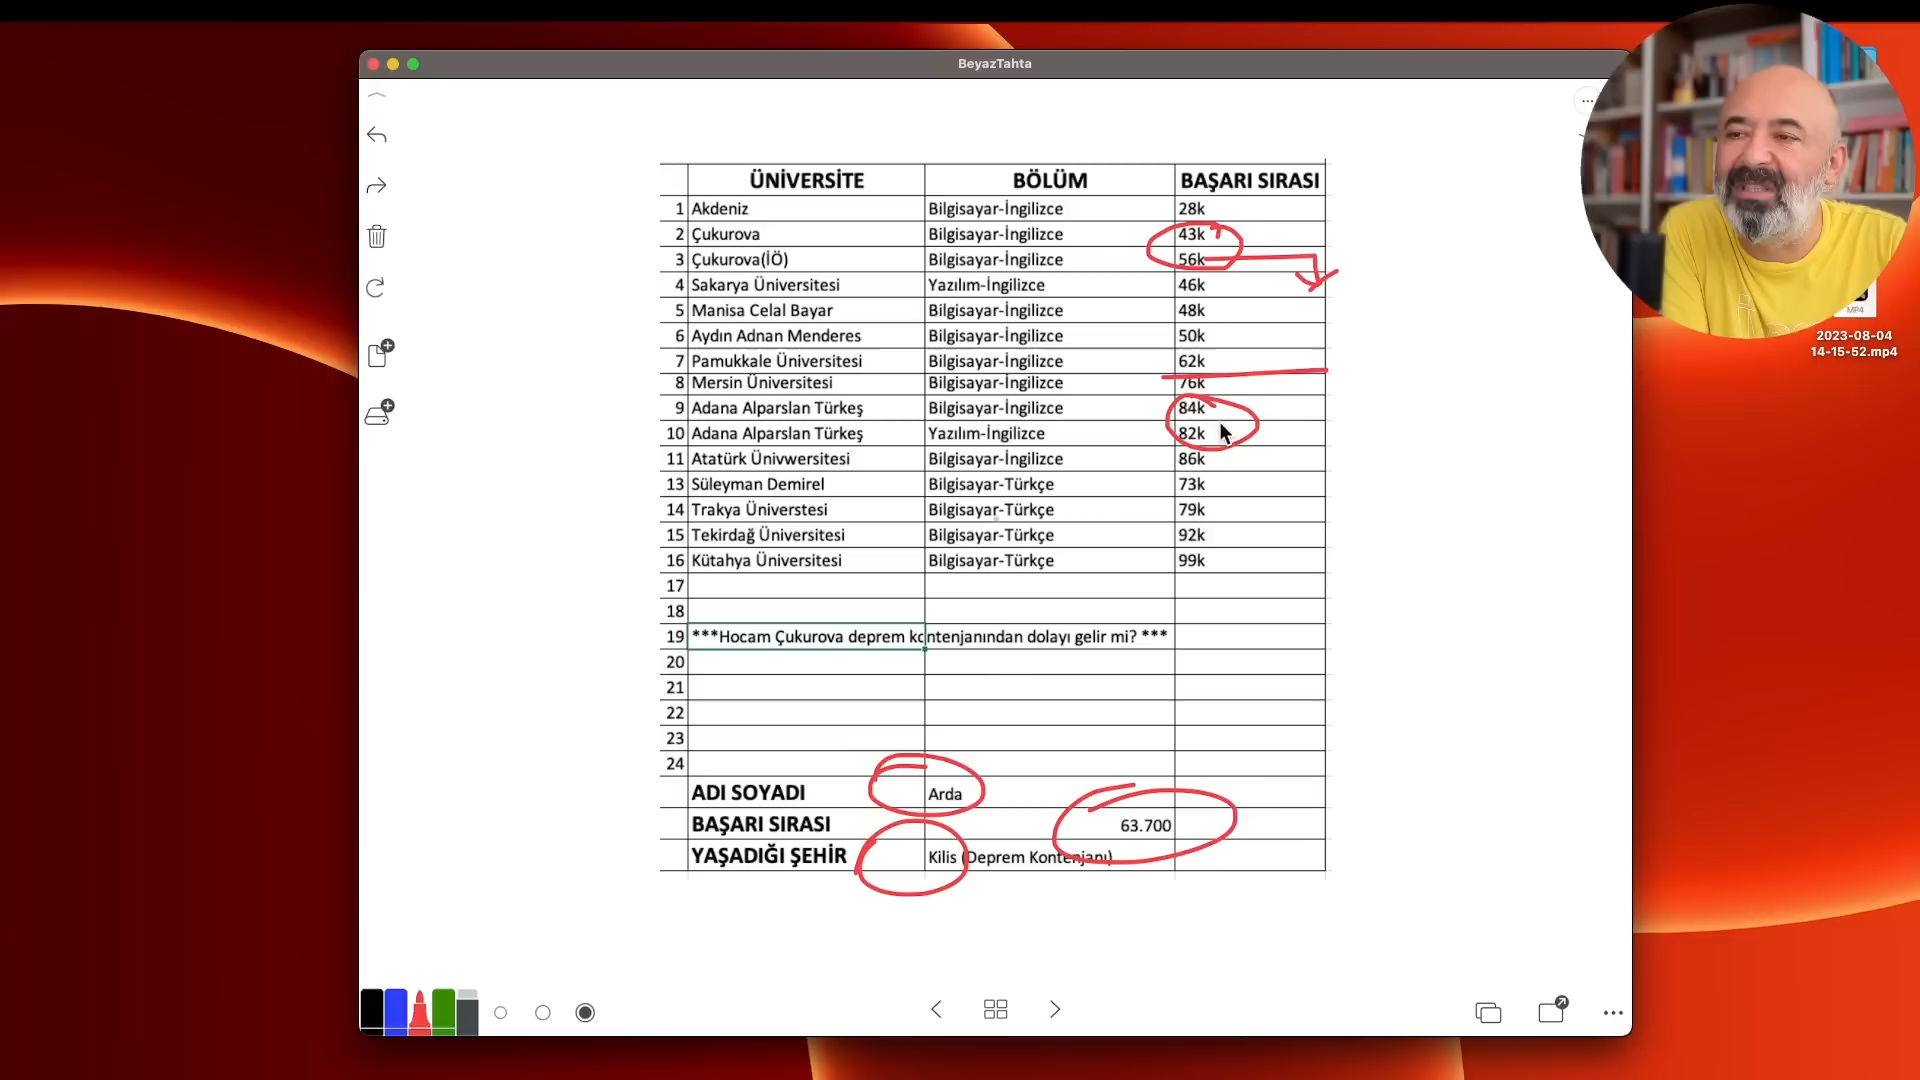 BeyazTahta
ÜNİVERSİTE BÖLÜM BAŞARI SIRASI
1 Akdeniz Bilgisayar-İngilizce 28k
2 Çukurova Bilgisayar-İngilizce 43k
3 Çukurova(İÖ) Bilgisayar-İngilizce 56k
4 Sakarya Üniversitesi Yazılım-İngilizce 46k
5 Manisa Celal Bayar Bilgisayar-İngilizce 48k
6 Aydın Adnan Menderes Bilgisayar-İngilizce 50k
7 Pamukkale Üniversitesi Bilgisayar-İngilizce 62k
8 Mersin Üniversitesi Bilgisayar-İngilizce 76k
9 Adana Alparslan Türkeş Bilgisayar-İngilizce 84k
10 Adana Alparslan Türkeş Yazılım-İngilizce 82k
11 Atatürk Ünivwersitesi Bilgisayar-İngilizce 86k
13 Süleyman Demirel Bilgisayar-Türkçe 73k
14 Trakya Üniverstesi Bilgisayar-Türkçe 79k
15 Tekirdağ Üniversitesi Bilgisayar-Türkçe 92k
16 Kütahya Üniversitesi Bilgisayar-Türkçe 99k
17
18
19 ***Hocam Çukurova deprem kontenjanından dolayı gelir mi? ***
20
21
22
23
24
ADI SOYADI Arda
BAŞARI SIRASI 63.700
YAŞADIĞI ŞEHİR Kilis (Deprem Kontenjanı)
MP4
2023-08-04
14-15-52.mp4